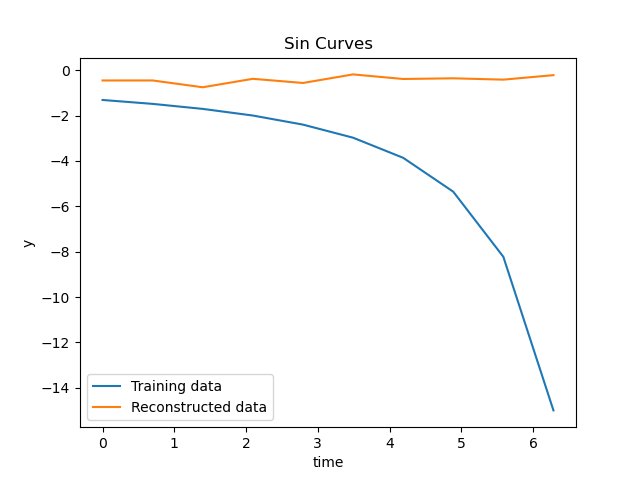 Sin Curves
0
−2
−4
−6
−8
−10
−12
−14
y
Training data
Reconstructed data
0 1 2 3 4 5 6
time